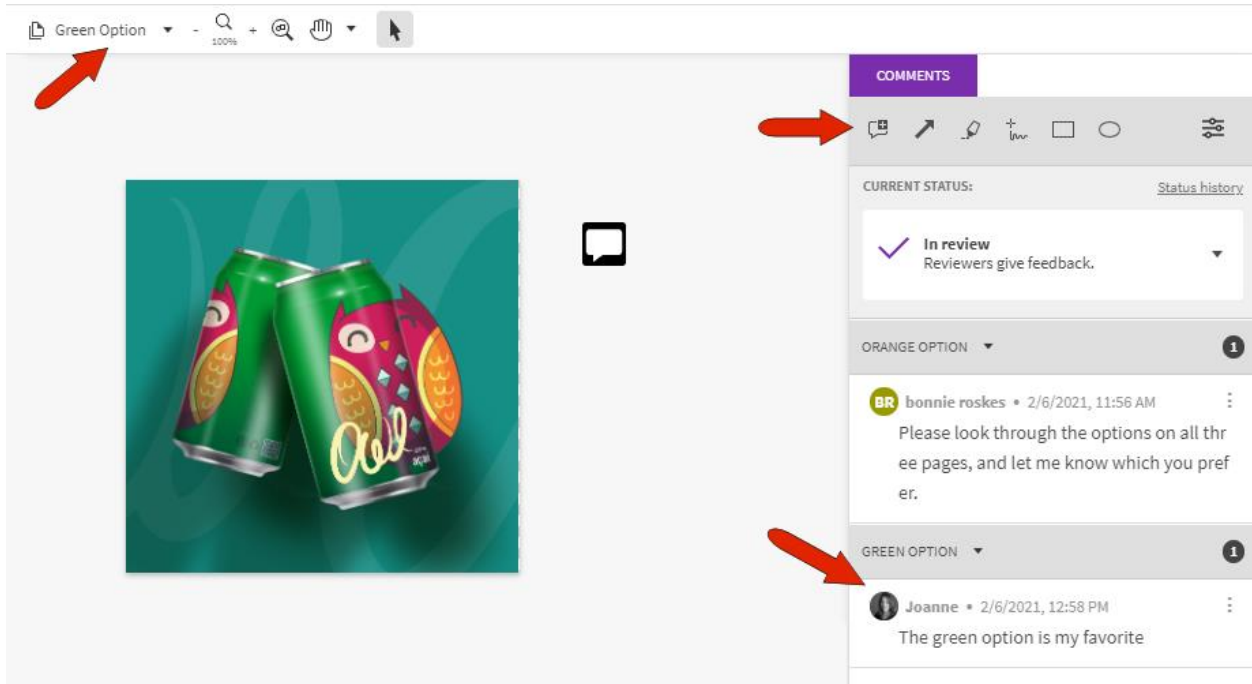 Green Option
- 100% +
COMMENTS
CURRENT STATUS:
Status history
In review
Reviewers give feedback.
ORANGE OPTION
1
BR bonnie roskes • 2/6/2021, 11:56 AM
Please look through the options on all thr
ee pages, and let me know which you pref
er.
GREEN OPTION
1
Joanne • 2/6/2021, 12:58 PM
The green option is my favorite
Owl
açaí